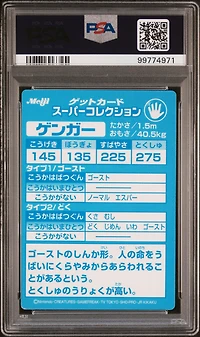 PSA
99774971
Meiji
ゲットカード
スーパーコレクション
ゲンガー
たかさ/1.5m
おもさ/40.5kg
こうげき ぼうぎょ すばやさ とくしゅ
145 135 225 275
タイプ1/ゴースト
こうかばつぐん ゴースト
こうかはいまひとつ
こうかはない ノーマル エスパー
タイプ2/どく
こうかばつぐん くさ むし
こうかはいまひとつ どく じめん いわ ゴースト
こうかはない
ゴーストのしんか形。人の命をう
ばいにくらやみからあらわれるこ
とがあるという。
とくしゅのうりょくが高い。